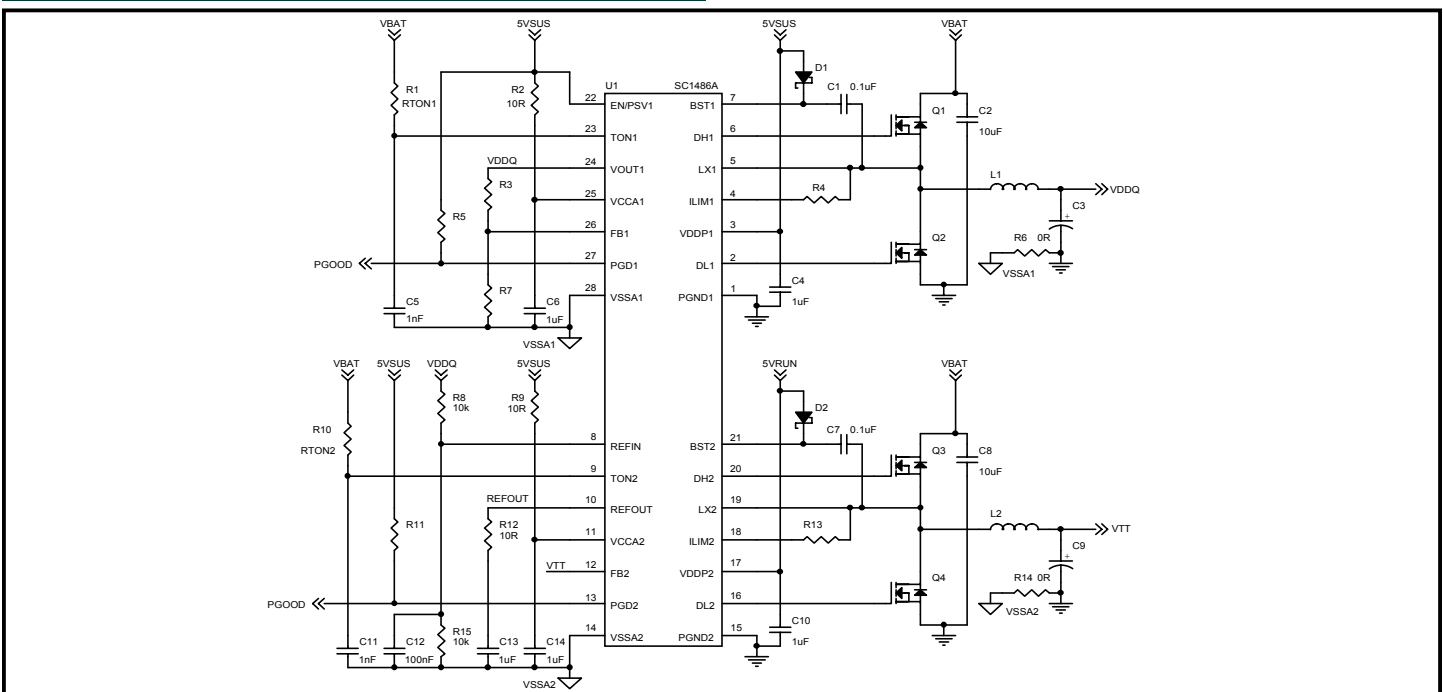 VBAT
5VSUS
5VSUS
VBAT
R1
RTON1
R2
10R
U1
SC1486A
D1
C1 0.1uF
22 EN/PSV1
BST1 7
Q1
C2
10uF
23 TON1
DH1 6
VDDQ
24 VOUT1
LX1 5
R3
L1
VDDQ
25 VCCA1
ILIM1 4
R4
C3
+
R5
26 FB1
VDDP1 3
Q2
R6 0R
VSSA1
PGOOD
27 PGD1
DL1 2
R7
28 VSSA1
PGND1 1
C4
1uF
C5
1nF
C6
1uF
VSSA1
VBAT
5VSUS
VDDQ
5VSUS
5VRUN
VBAT
R8
10k
R9
10R
D2
R10
RTON2
C7 0.1uF
8 REFIN
BST2 21
Q3
C8
10uF
9 TON2
DH2 20
REFOUT
10 REFOUT
LX2 19
R11
R12
10R
R13
L2
VTT
11 VCCA2
ILIM2 18
C9
+
VTT
12 FB2
VDDP2 17
Q4
R14 0R
VSSA2
PGOOD
13 PGD2
DL2 16
R15
10k
14 VSSA2
PGND2 15
C10
1uF
C11
1nF
C12
100nF
C13
1uF
C14
1uF
VSSA2